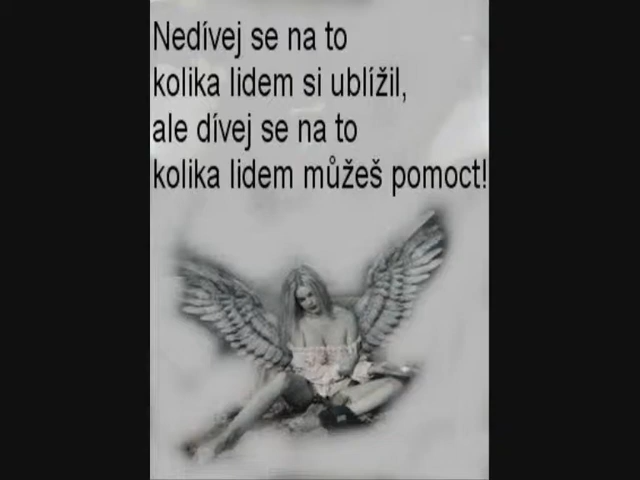 Nedívej se na to
kolika lidem si ublížil,
ale dívej se na to
kolika lidem můžeš pomoct!